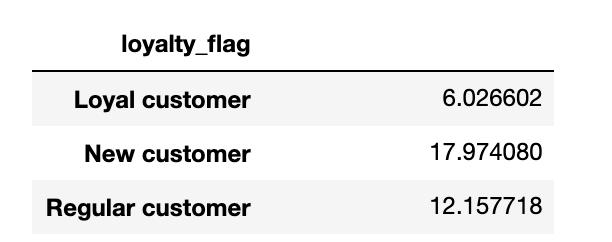 loyalty_flag
Loyal customer 6.026602
New customer 17.974080
Regular customer 12.157718